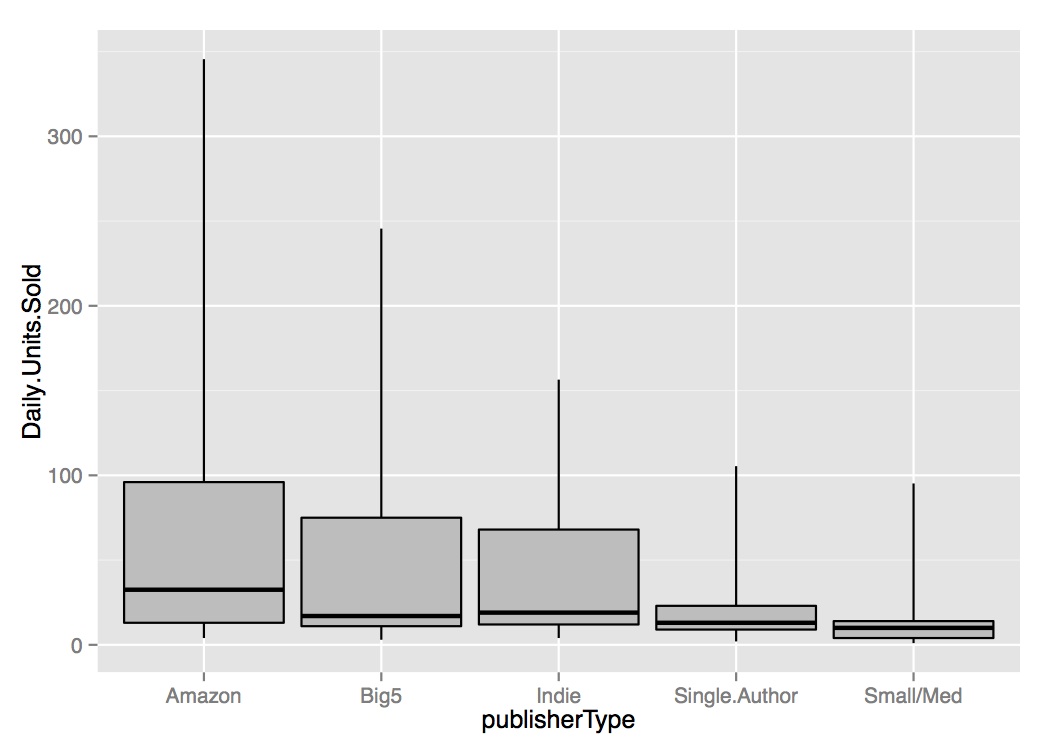 Daily.Units.Sold
300
200
100
0
Amazon
Big5
Indie
Single.Author
Small/Med
publisherType